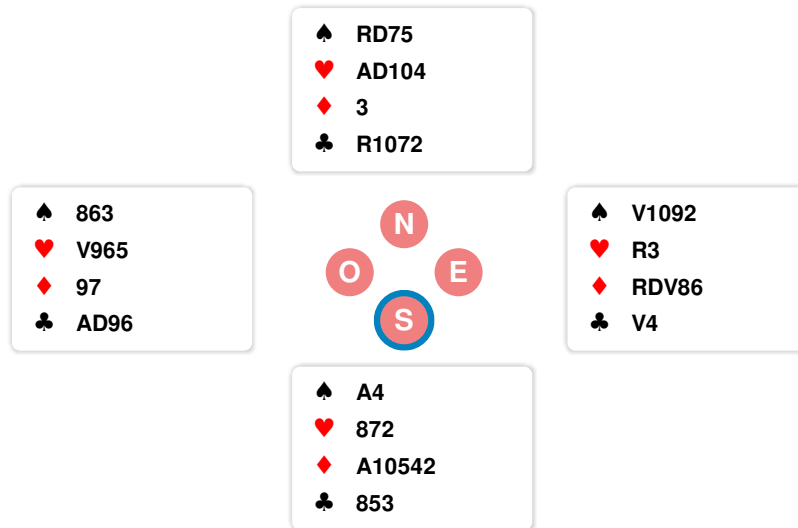 ♠ RD75
♥ AD104
♦ 3
♣ R1072
♠ 863
♥ V965
♦ 97
♣ AD96
N
O E
S
♠ V1092
♥ R3
♦ RDV86
♣ V4
♠ A4
♥ 872
♦ A10542
♣ 853